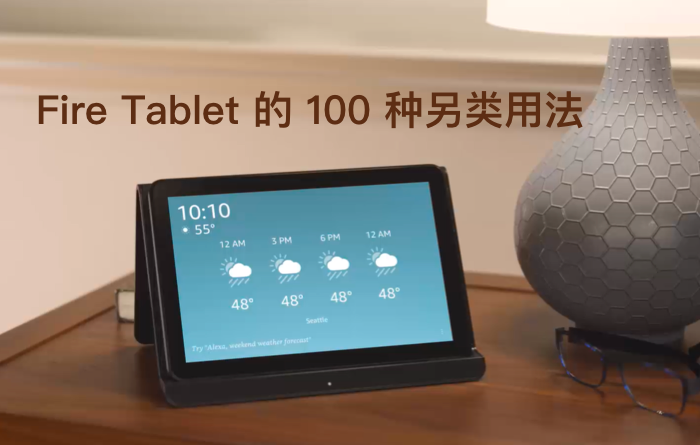 Fire Tablet 的 100 种另类用法
10:10
55°
12 AM 3 PM 6 PM 12 AM
48° 48° 48° 48°
Seattle
Try "Alexa, weekend weather forecast"